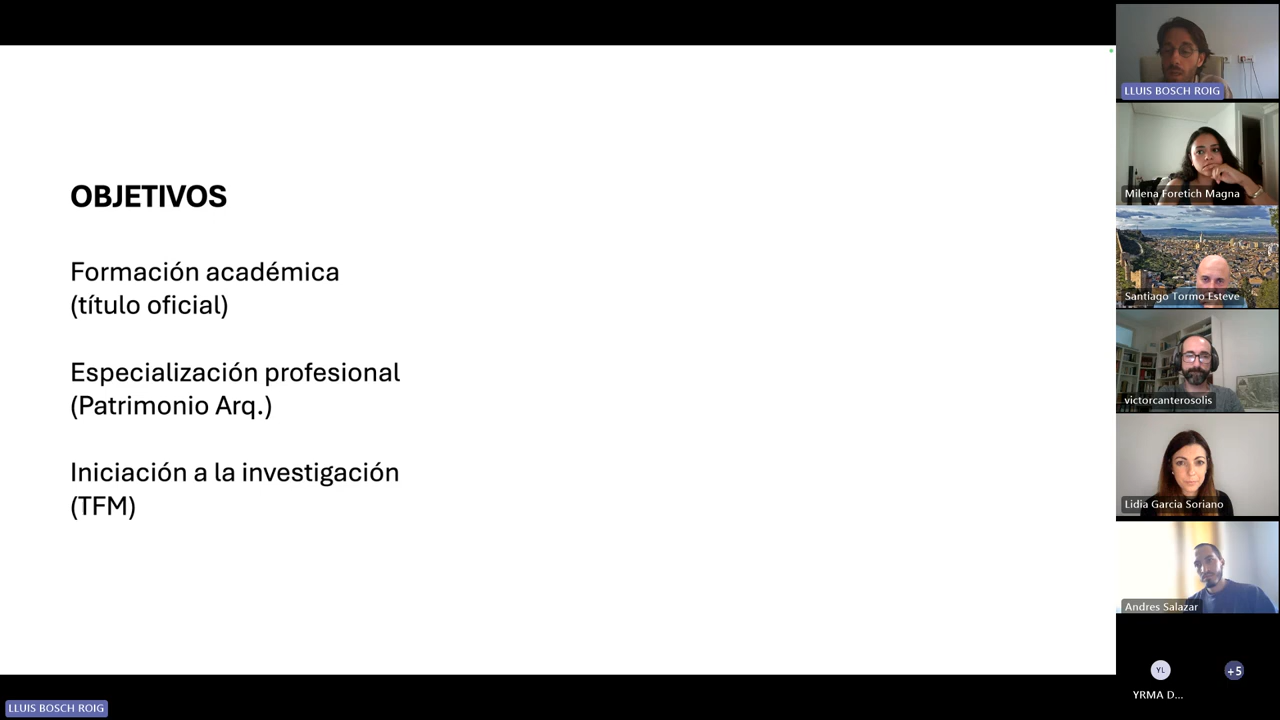 OBJETIVOS
Formación académica
(título oficial)
Especialización profesional
(Patrimonio Arq.)
Iniciación a la investigación
(TFM)
LLUIS BOSCH ROIG
LLUIS BOSCH ROIG
Milena Foretich Magna
Santiago Tormo Esteve
victorcanterosolis
Lidia Garcia Soriano
Andres Salazar
YL
+5
YRMA D...